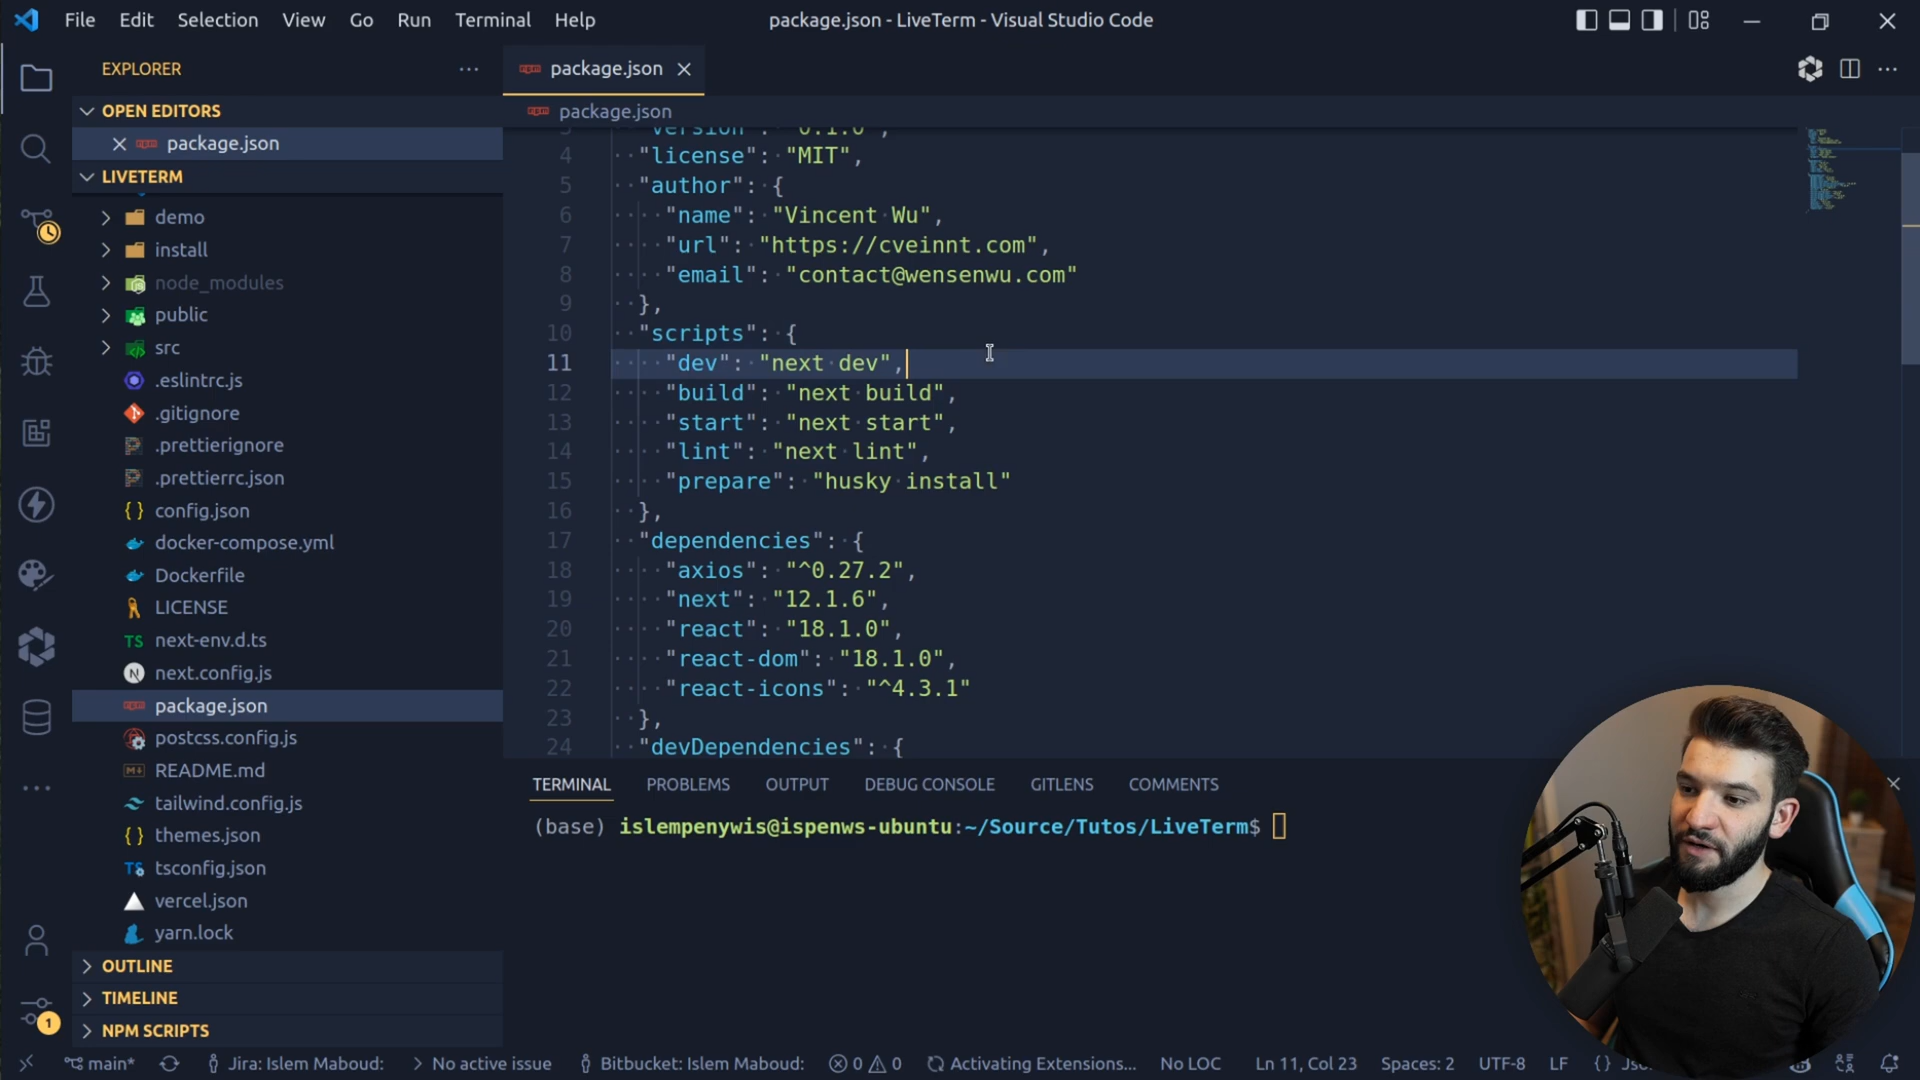 File Edit Selection View Go Run Terminal Help
package.json - LiveTerm - Visual Studio Code
EXPLORER
OPEN EDITORS
package.json
LIVETERM
demo
install
node_modules
public
src
.eslintrc.js
.gitignore
.prettierignore
.prettierrc.json
config.json
docker-compose.yml
Dockerfile
LICENSE
TS next-env.d.ts
next.config.js
package.json
postcss.config.js
README.md
tailwind.config.js
themes.json
tsconfig.json
vercel.json
yarn.lock
OUTLINE
TIMELINE
1
NPM SCRIPTS
package.json
package.json
3 "version": "0.1.0",
4 "license": "MIT",
5 "author": {
6 "name": "Vincent Wu",
7 "url": "https://cveinnt.com",
8 "email": "contact@wensenwu.com"
9 },
10 "scripts": {
11 "dev": "next dev",
12 "build": "next build",
13 "start": "next start",
14 "lint": "next lint",
15 "prepare": "husky install"
16 },
17 "dependencies": {
18 "axios": "^0.27.2",
19 "next": "12.1.6",
20 "react": "18.1.0",
21 "react-dom": "18.1.0",
22 "react-icons": "^4.3.1"
23 },
24 "devDependencies": {
TERMINAL PROBLEMS OUTPUT DEBUG CONSOLE GITLENS COMMENTS
(base) islempenywis@ispenws-ubuntu:~/Source/Tutos/LiveTerm$
main* Jira: Islem Maboud: No active issue Bitbucket: Islem Maboud: 0 0 Activating Extensions... No LOC Ln 11, Col 23 Spaces: 2 UTF-8 LF { }